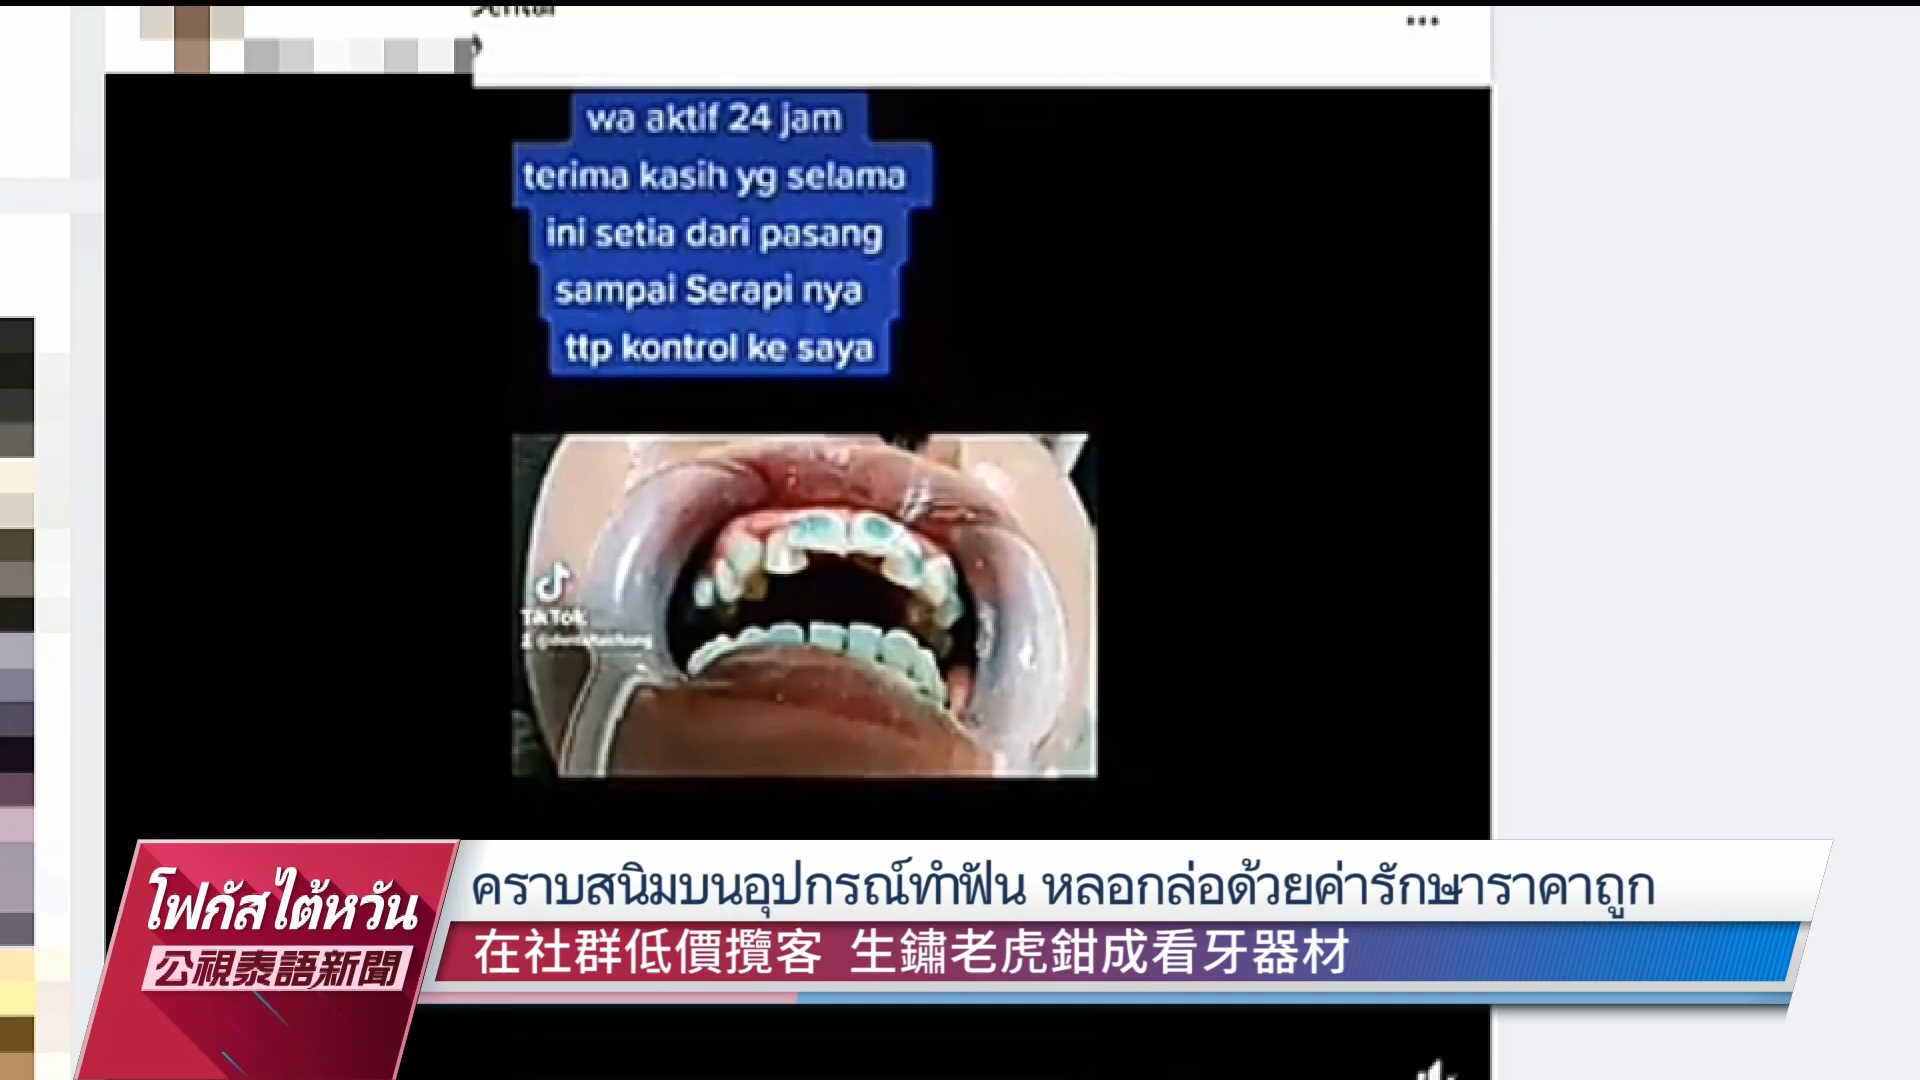 wa aktif 24 jam
terima kasih yg selama
ini setia dari pasang
sampai Serapi nya
ttp kontrol ke saya
TikTok
โฟกัสไต้หวัน
公視泰語新聞
คราบสนิมบนอุปกรณ์ทำฟัน หลอกล่อด้วยค่ารักษาราคาถูก
在社群低價攬客 生鏽老虎鉗成看牙器材